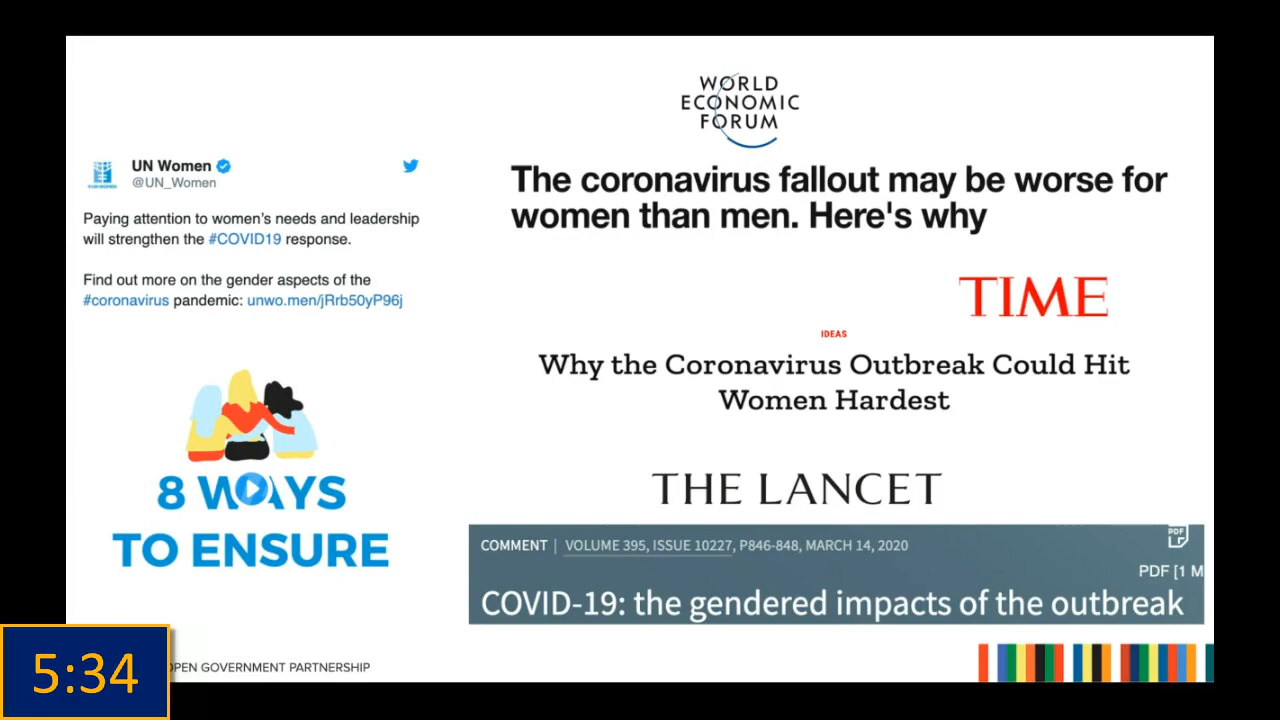 UN Women
@UN_Women
Paying attention to women's needs and leadership
will strengthen the #COVID19 response.
Find out more on the gender aspects of the
#coronavirus pandemic: unwo.men/jRrb50yP96j
8 WAYS
TO ENSURE
WORLD
ECONOMIC
FORUM
The coronavirus fallout may be worse for
women than men. Here's why
TIME
IDEAS
Why the Coronavirus Outbreak Could Hit
Women Hardest
THE LANCET
COMMENT | VOLUME 395, ISSUE 10227, P846-848, MARCH 14, 2020
PDF
PDF [1 M
COVID-19: the gendered impacts of the outbreak
5:34
OPEN GOVERNMENT PARTNERSHIP